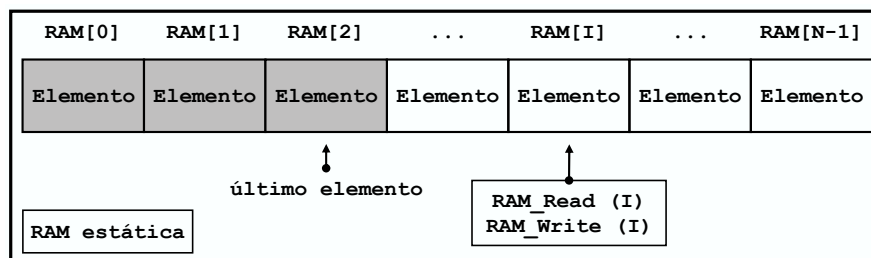 RAM[0] RAM[1] RAM[2] ... RAM[I] ... RAM[N-1]
Elemento Elemento Elemento Elemento Elemento Elemento Elemento
último elemento
RAM_Read (I)
RAM_Write (I)
RAM estática